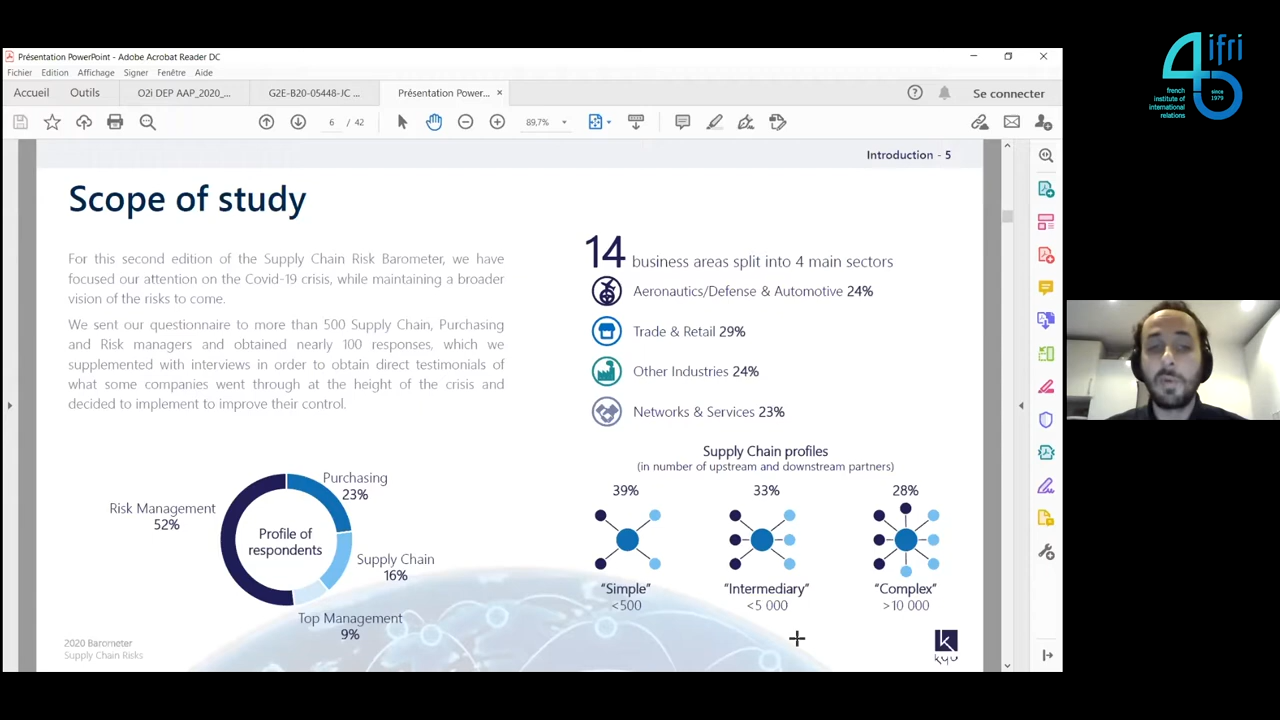 Présentation PowerPoint - Adobe Acrobat Reader DC
Fichier Edition Affichage Signer Fenêtre Aide
Accueil Outils O2i DEP AAP_2020_... G2E-B20-05448-JC ... Présentation Power... × Se connecter
6 / 42 89,7%
Introduction - 5
Scope of study
For this second edition of the Supply Chain Risk Barometer, we have
focused our attention on the Covid-19 crisis, while maintaining a broader
vision of the risks to come.
We sent our questionnaire to more than 500 Supply Chain, Purchasing
and Risk managers and obtained nearly 100 responses, which we
supplemented with interviews in order to obtain direct testimonials of
what some companies went through at the height of the crisis and
decided to implement to improve their control.
Purchasing
23%
Risk Management
52%
Profile of
respondents
Supply Chain
16%
Top Management
9%
2020 Barometer
Supply Chain Risks
14 business areas split into 4 main sectors
Aeronautics/Defense & Automotive 24%
Trade & Retail 29%
Other Industries 24%
Networks & Services 23%
Supply Chain profiles
(in number of upstream and downstream partners)
39% 33% 28%
“Simple” “Intermediary” “Complex”
<500 <5 000 >10 000
k
kyu
ifri
40
french
institute of
international
relations
since
1979